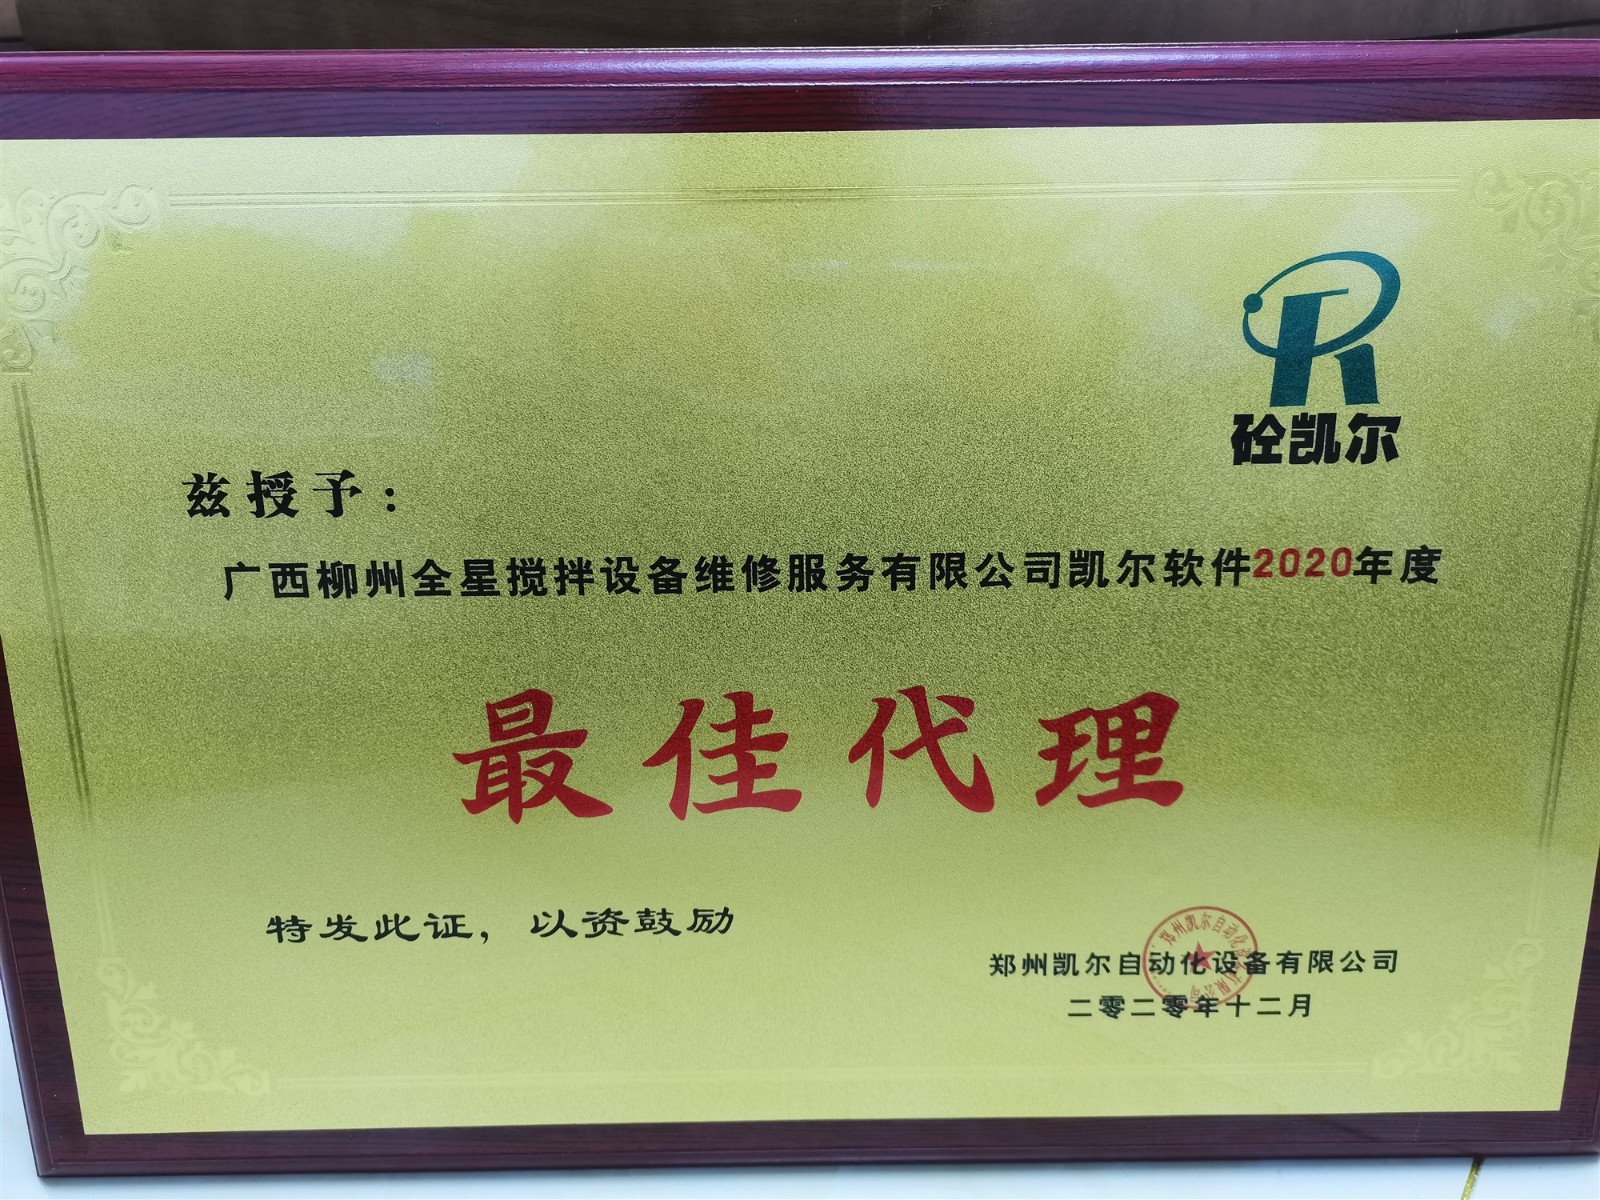 砼凯尔
兹授予：
广西柳州全星搅拌设备维修服务有限公司凯尔软件2020年度
最佳代理
特发此证，以资鼓励
郑州凯尔自动化设备有限公司
二零二零年十二月